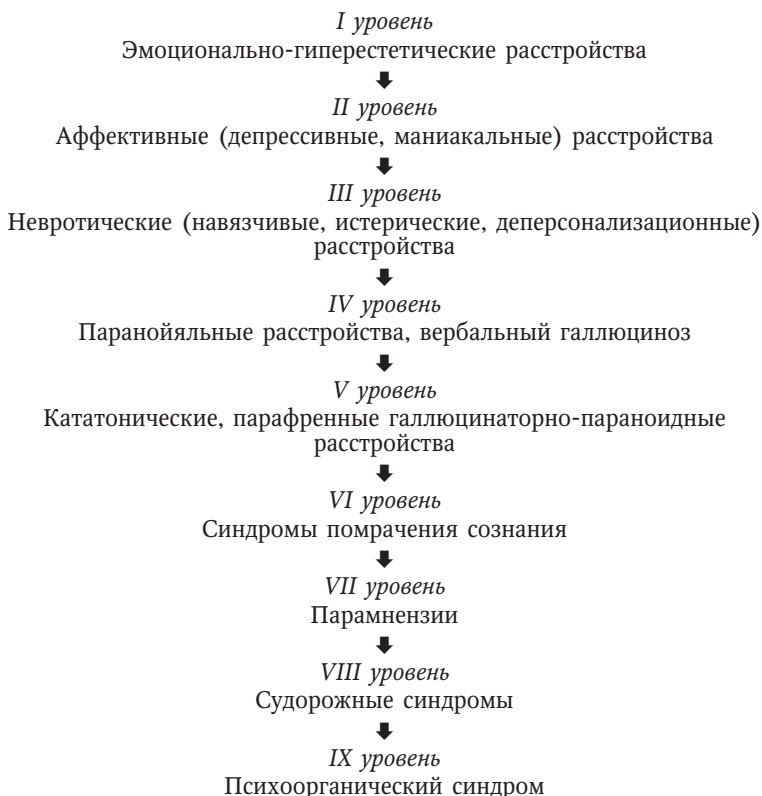 I уровень
Эмоционально-гиперестетические расстройства
II уровень
Аффективные (депрессивные, маниакальные) расстройства
III уровень
Невротические (навязчивые, истерические, деперсонализационные)
расстройства
IV уровень
Паранойяльные расстройства, вербальный галлюциноз
V уровень
Кататонические, парафренные галлюцинаторно-параноидные
расстройства
VI уровень
Синдромы помрачения сознания
VII уровень
Парамнензии
VIII уровень
Судорожные синдромы
IX уровень
Психоорганический синдром